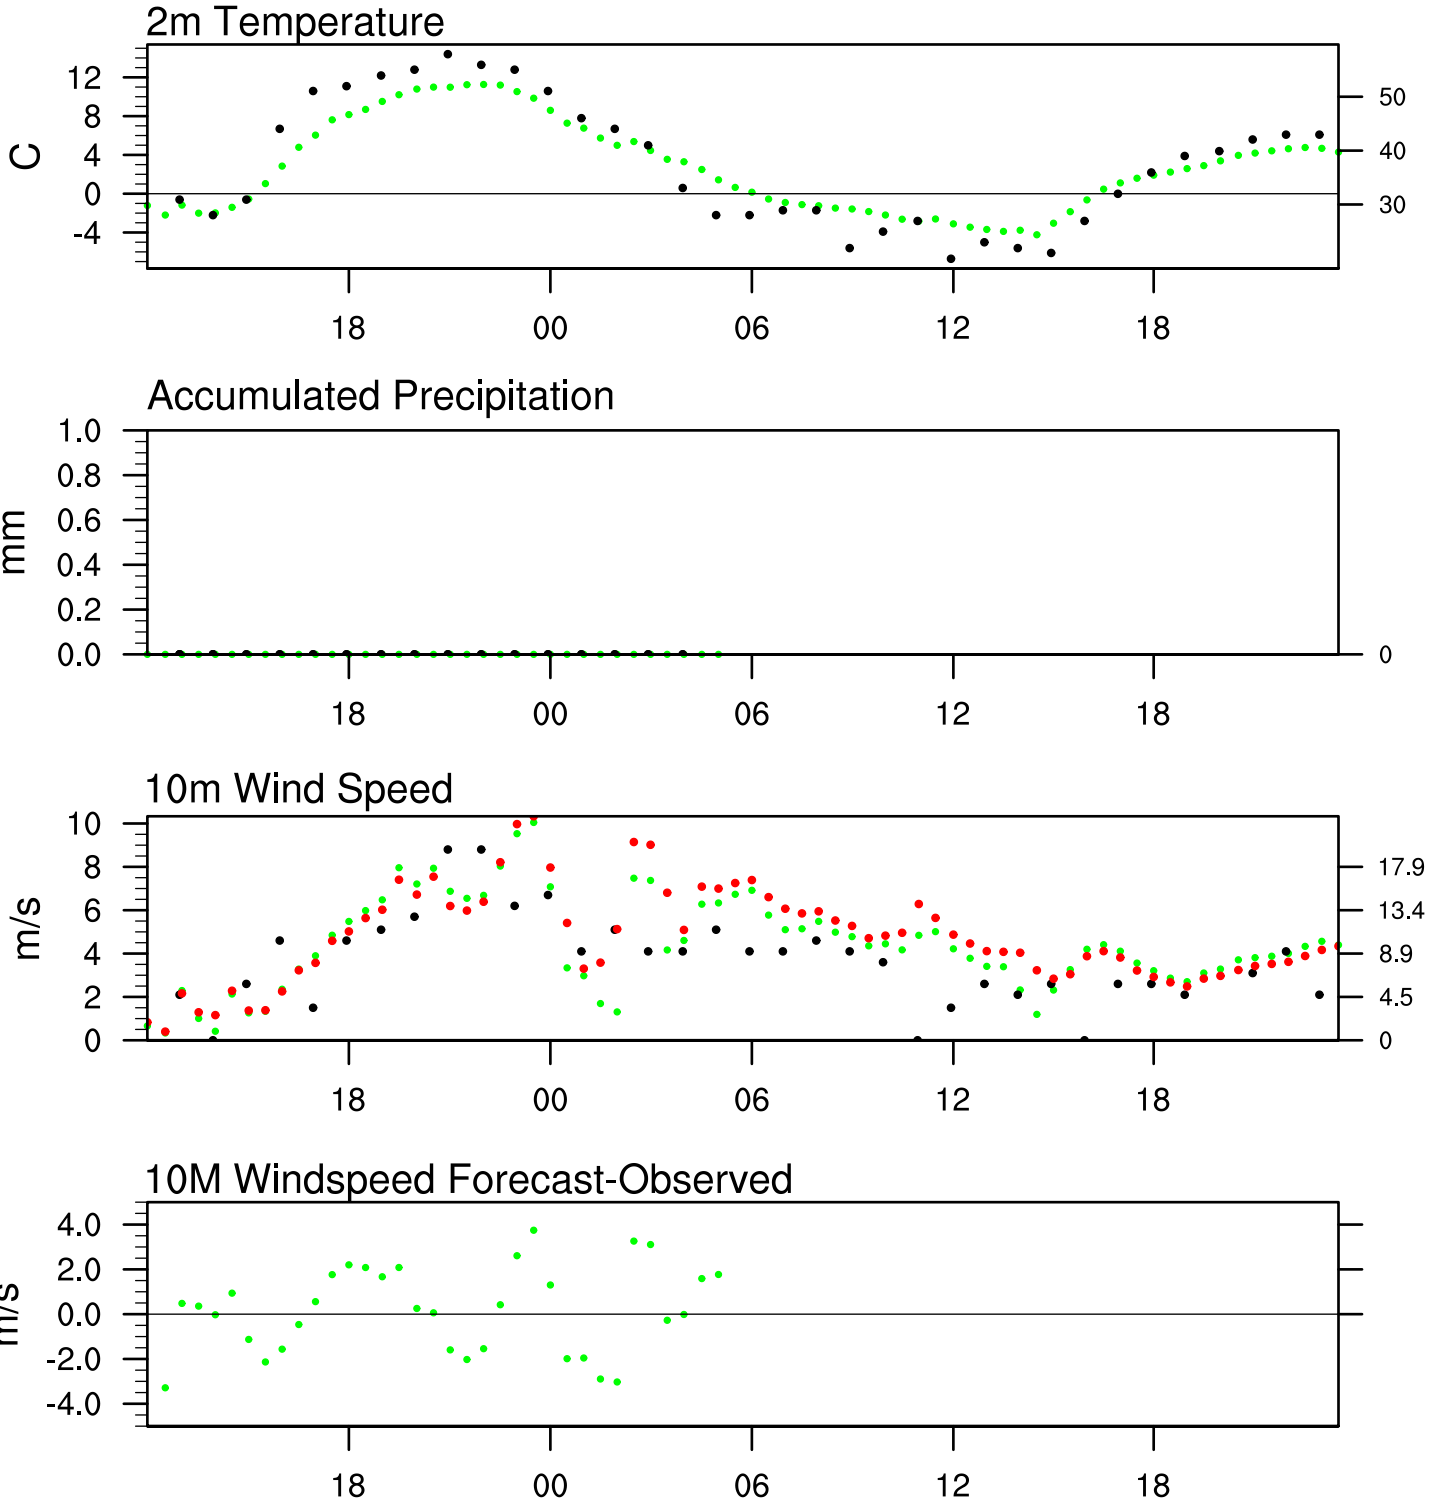 2m Temperature
C
12
8
4
0
-4
50
40
30
18 00 06 12 18
Accumulated Precipitation
mm
1.0
0.8
0.6
0.4
0.2
0.0
0
18 00 06 12 18
10m Wind Speed
m/s
10
8
6
4
2
0
17.9
13.4
8.9
4.5
0
18 00 06 12 18
10M Windspeed Forecast-Observed
m/s
4.0
2.0
0.0
-2.0
-4.0
18 00 06 12 18